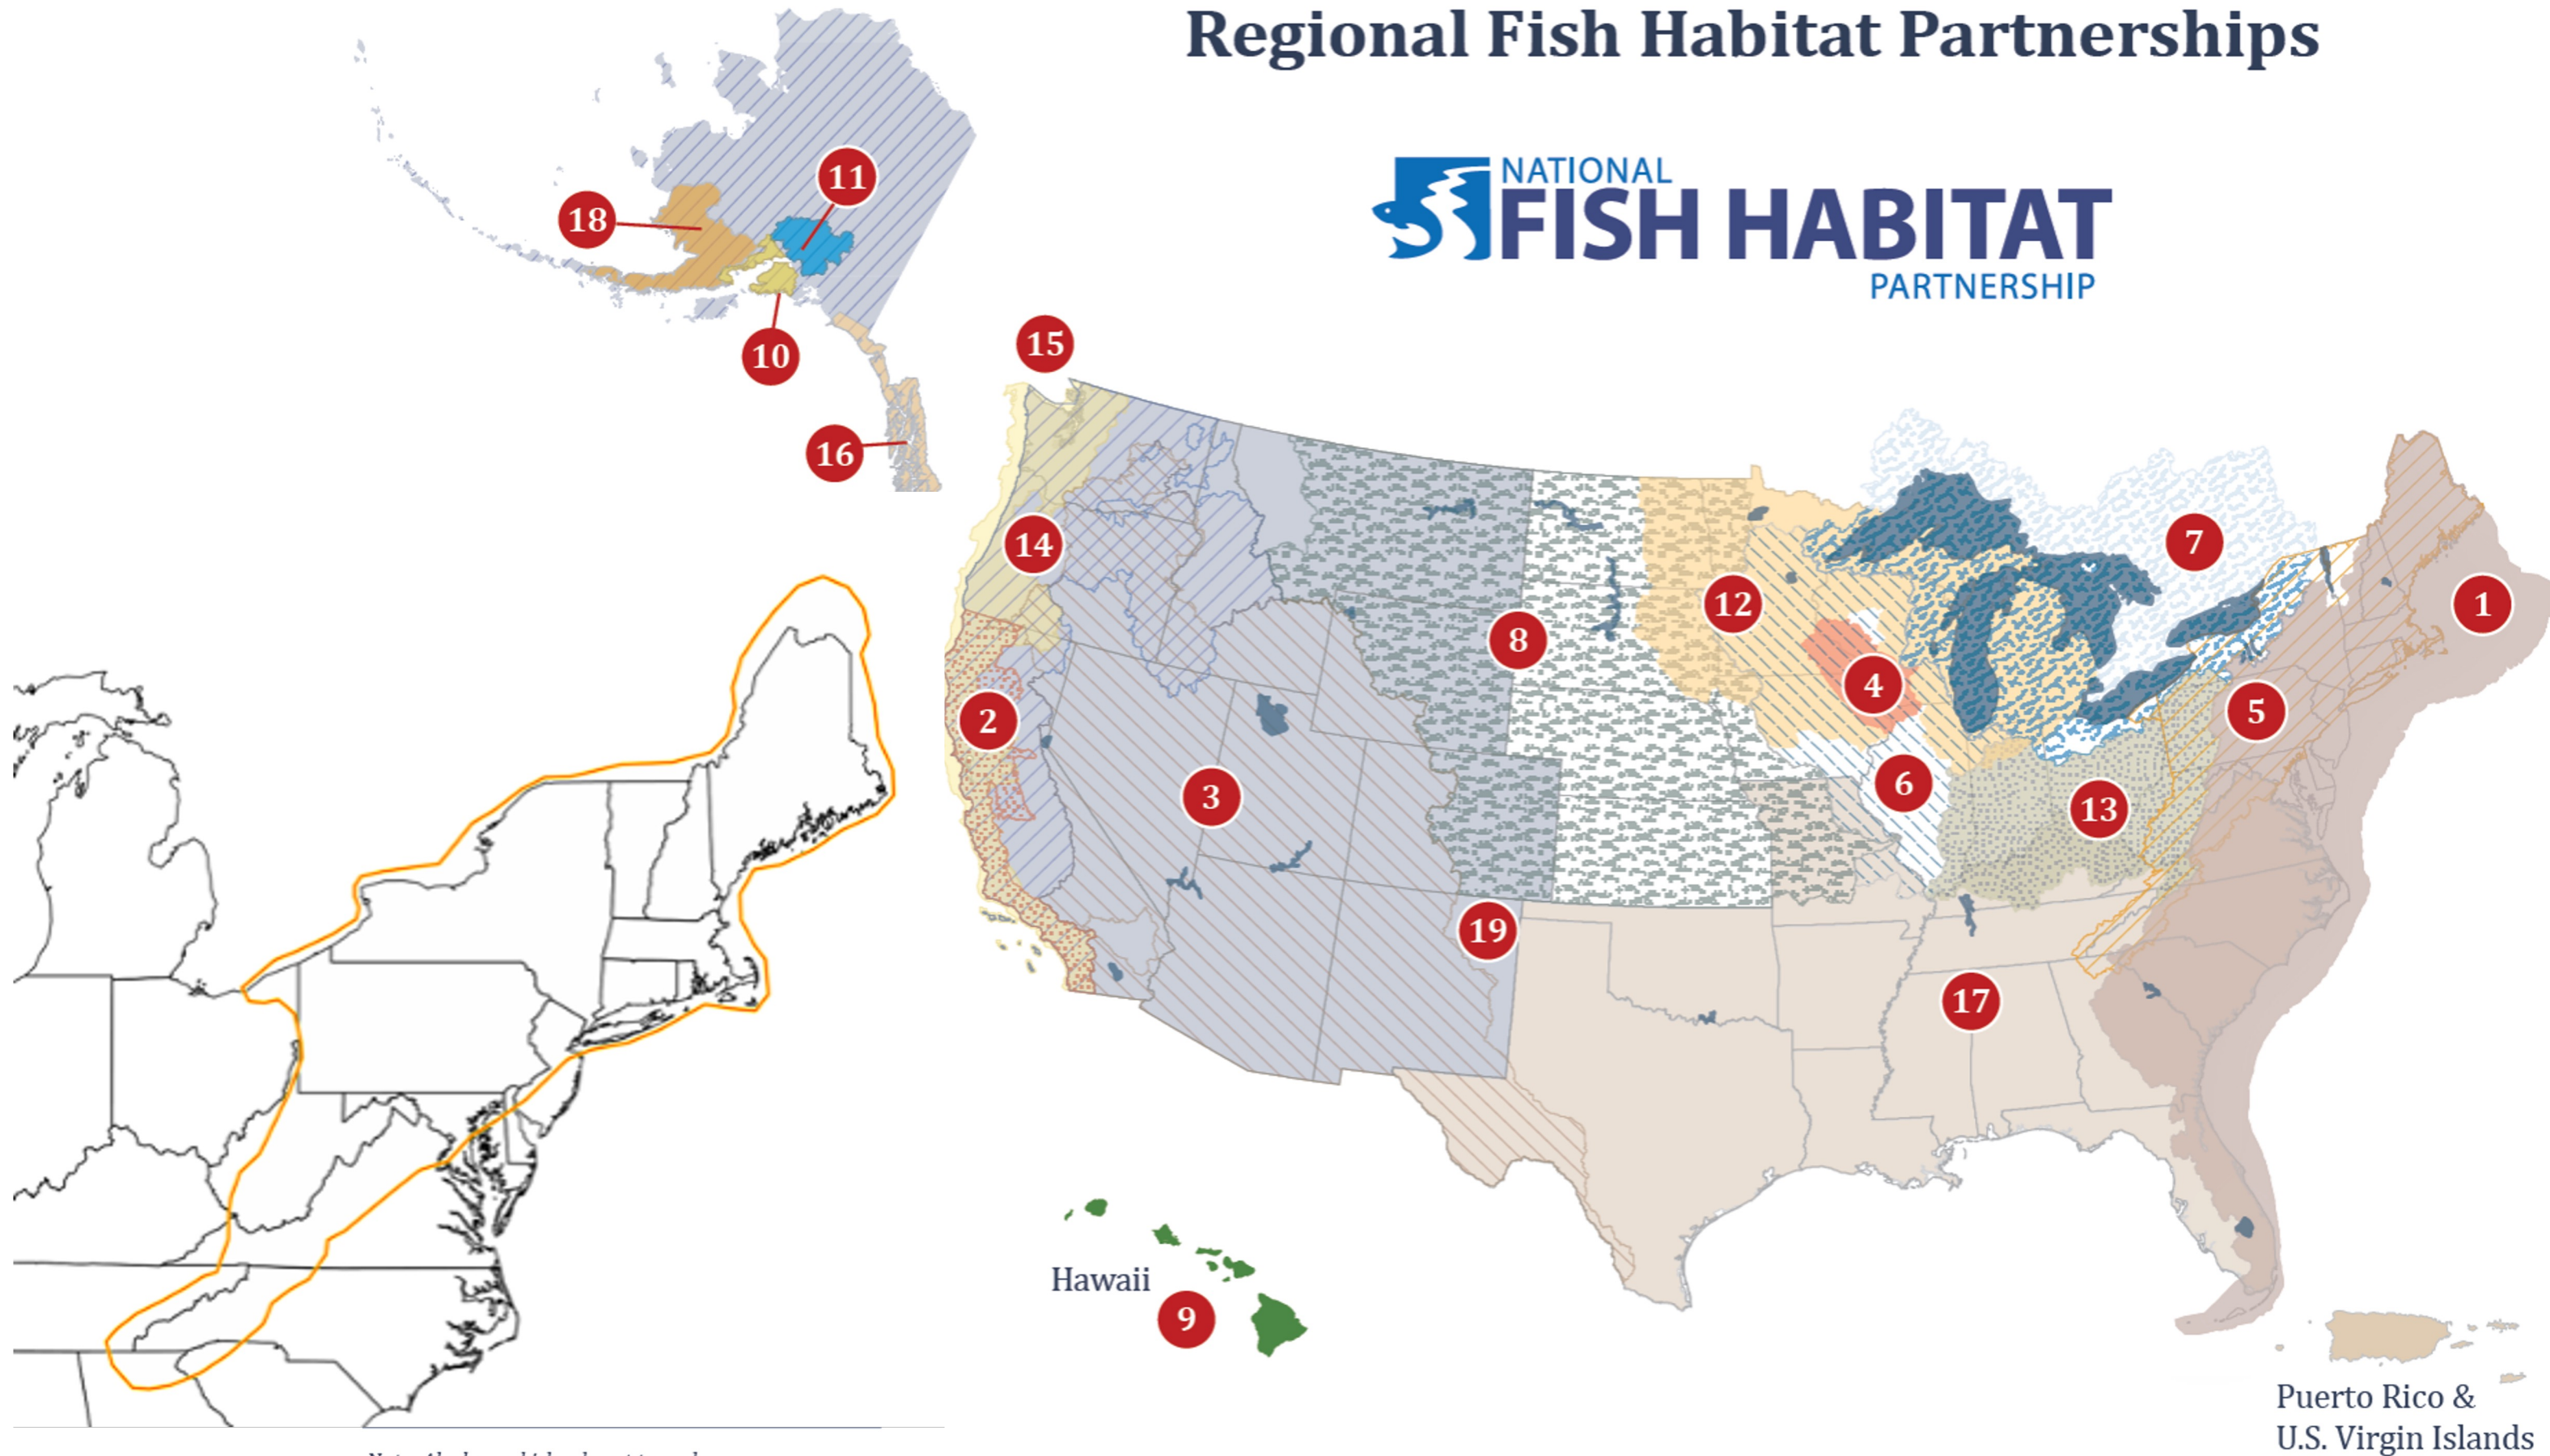 Regional Fish Habitat Partnerships
NATIONAL
FISH HABITAT
PARTNERSHIP
11
18
10
15
16
14
7
12
1
8
4
2
5
6
3
13
19
17
Hawaii
9
Puerto Rico &
U.S. Virgin Islands